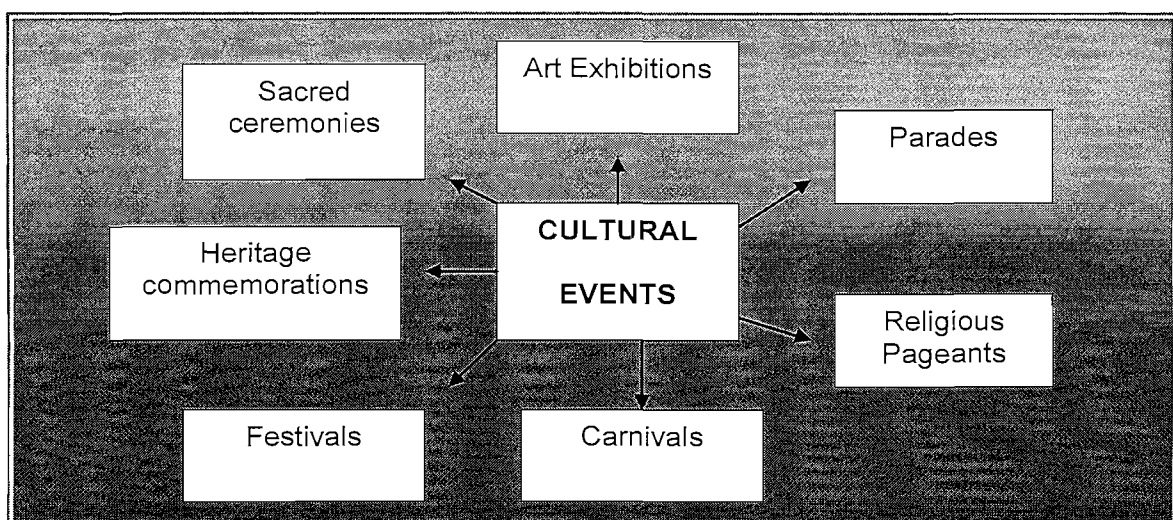 Art Exhibitions
Sacred
ceremonies
Parades
CULTURAL
EVENTS
Heritage
commemorations
Religious
Pageants
Festivals
Carnivals